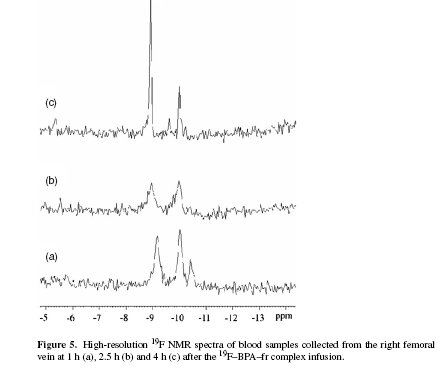 (c)
(b)
(a)
-5 -6 -7 -8 -9 -10 -11 -12 -13 ppm
Figure 5. High-resolution ¹⁹F NMR spectra of blood samples collected from the right femoral
vein at 1 h (a), 2.5 h (b) and 4 h (c) after the ¹⁹F–BPA–fr complex infusion.